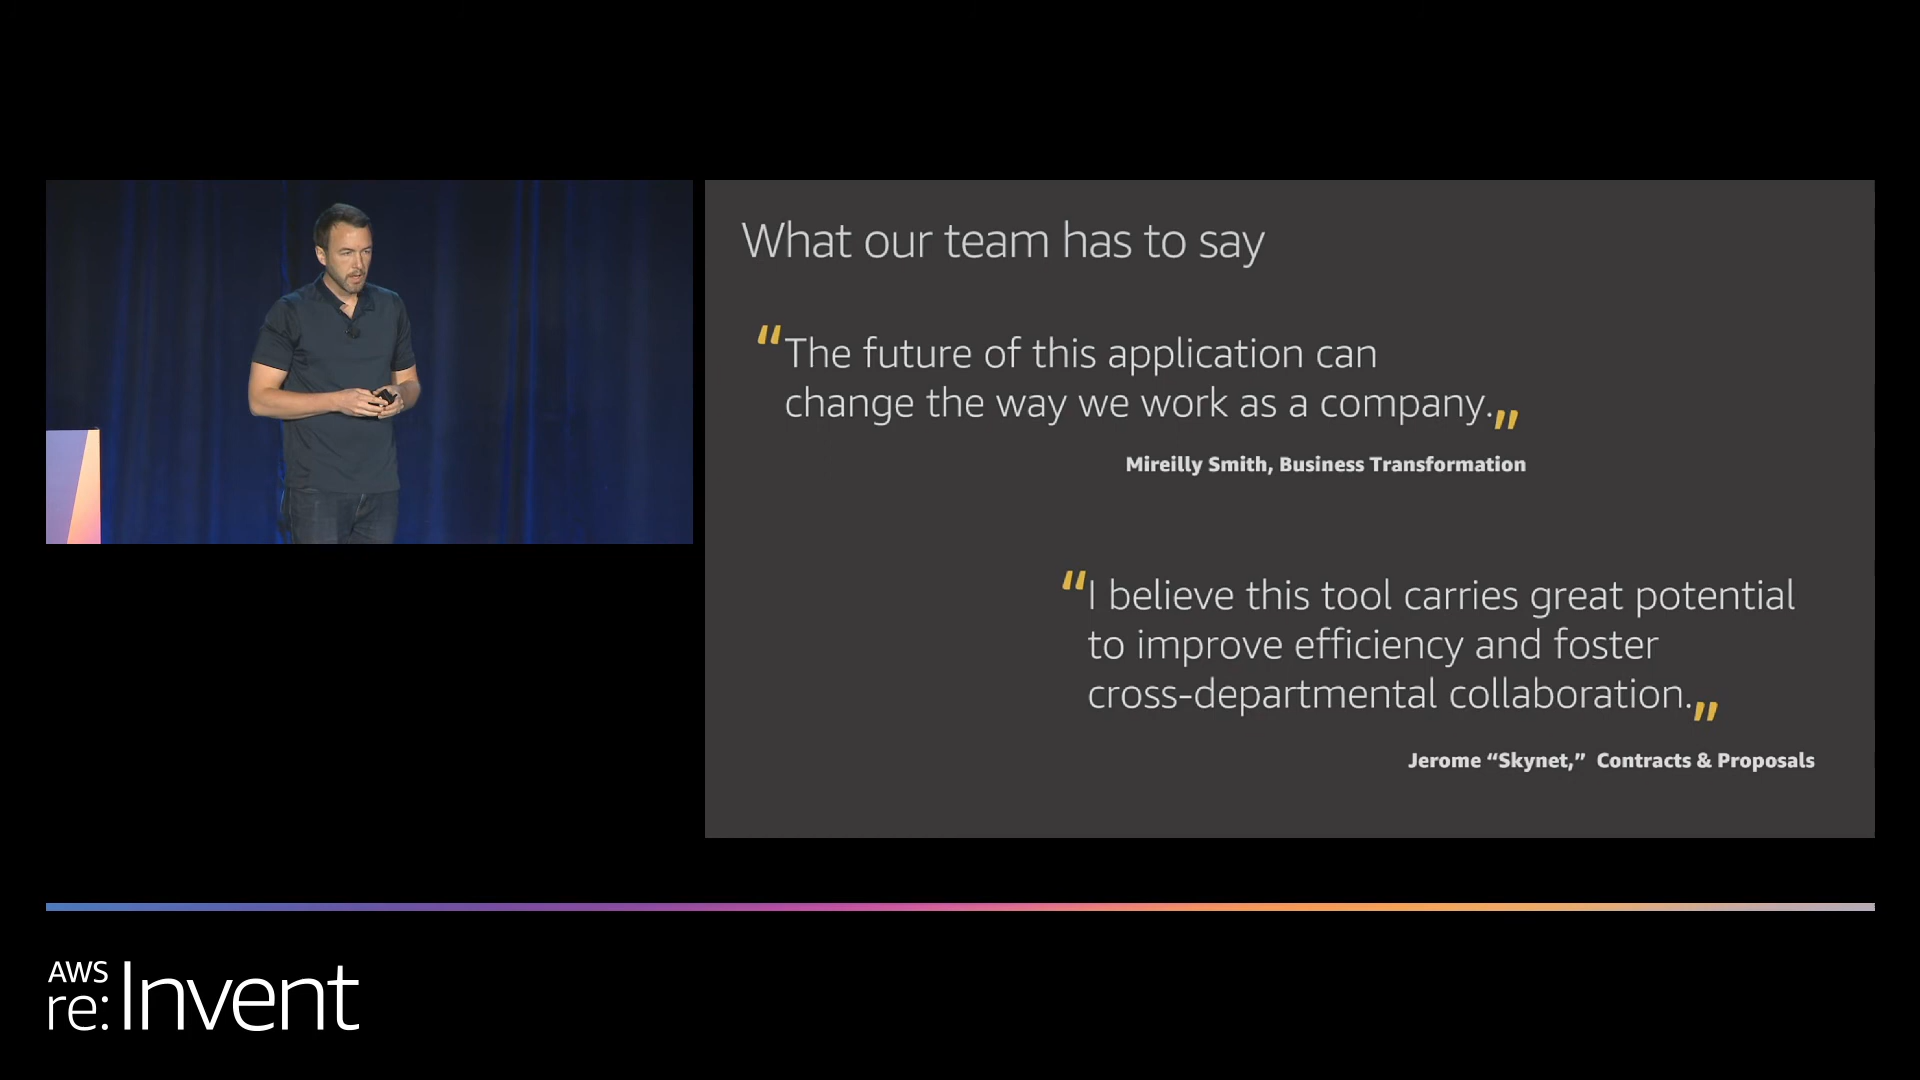 What our team has to say
“The future of this application can
change the way we work as a company.”
Mireilly Smith, Business Transformation
“I believe this tool carries great potential
to improve efficiency and foster
cross-departmental collaboration.”
Jerome “Skynet,” Contracts & Proposals
AWS
re:Invent